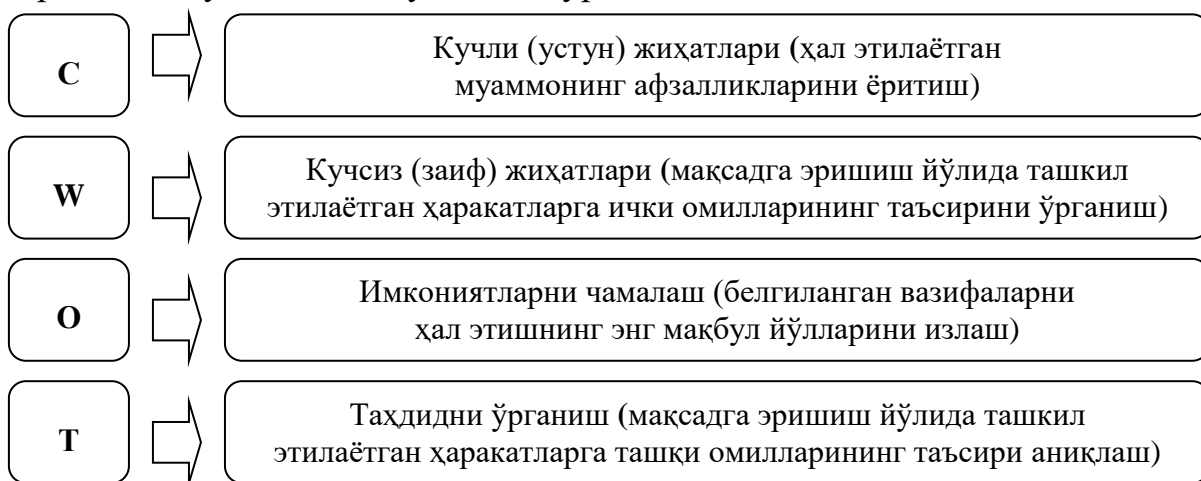 С
Кучли (устун) жиҳатлари (ҳал этилаётган
муаммонинг афзалликларини ёритиш)
W
Кучсиз (заиф) жиҳатлари (мақсадга эришиш йўлида ташкил
этилаётган ҳаракатларга ички омилларининг таъсирини ўрганиш)
О
Имкониятларни чамалаш (белгиланган вазифаларни
ҳал этишнинг энг мақбул йўлларини излаш)
Т
Таҳдидни ўрганиш (мақсадга эришиш йўлида ташкил
этилаётган ҳаракатларга ташқи омилларининг таъсири аниқлаш)